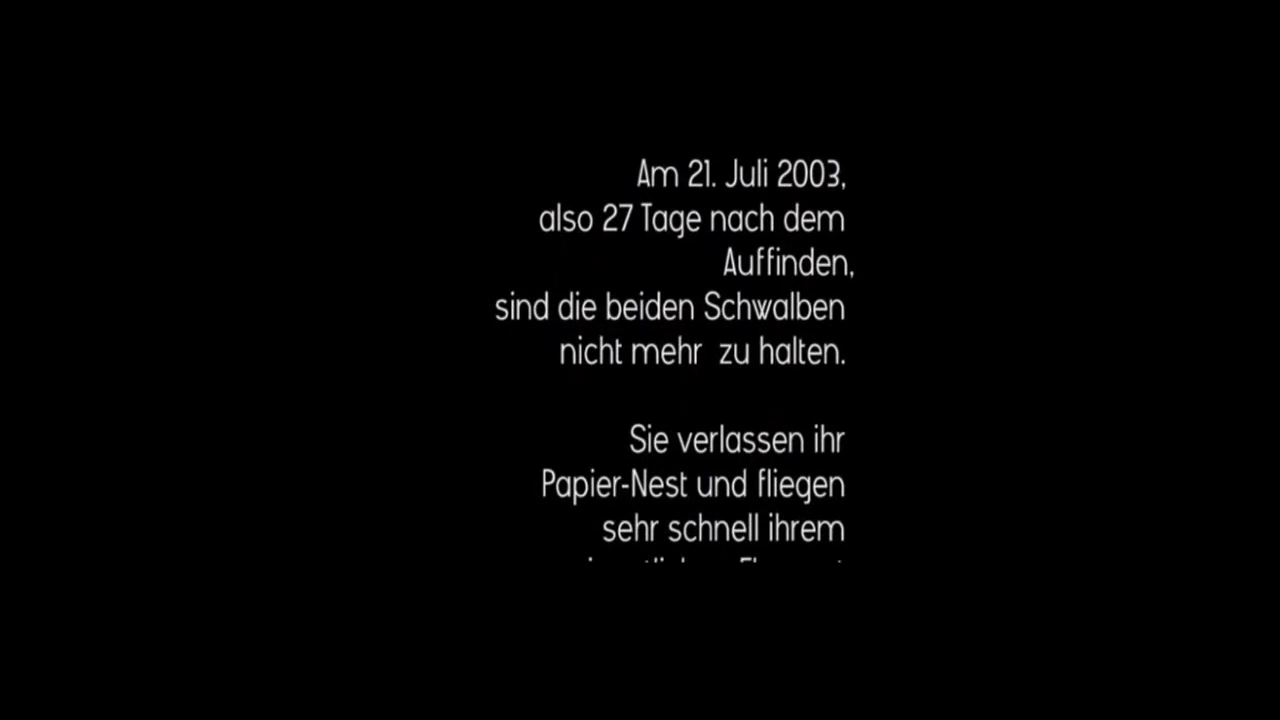 Am 21. Juli 2003,
also 27 Tage nach dem
Auffinden,
sind die beiden Schwalben
nicht mehr  zu halten.
Sie verlassen ihr
Papier-Nest und fliegen
sehr schnell ihrem